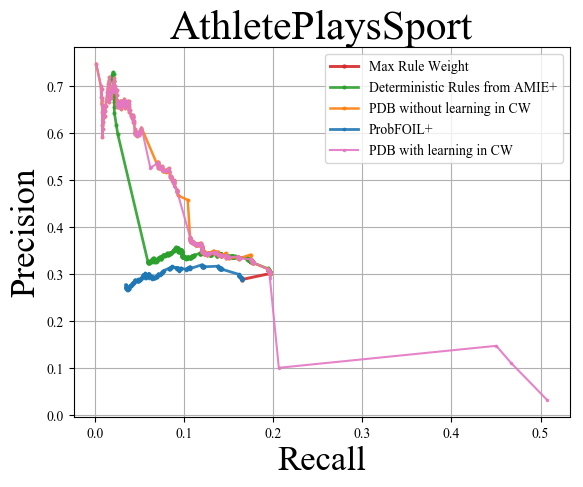 AthletePlaysSport
Max Rule Weight
Deterministic Rules from AMIE+
PDB without learning in CW
ProbFOIL+
PDB with learning in CW
Precision
0.7
0.6
0.5
0.4
0.3
0.2
0.1
0.0
0.0 0.1 0.2 0.3 0.4 0.5
Recall